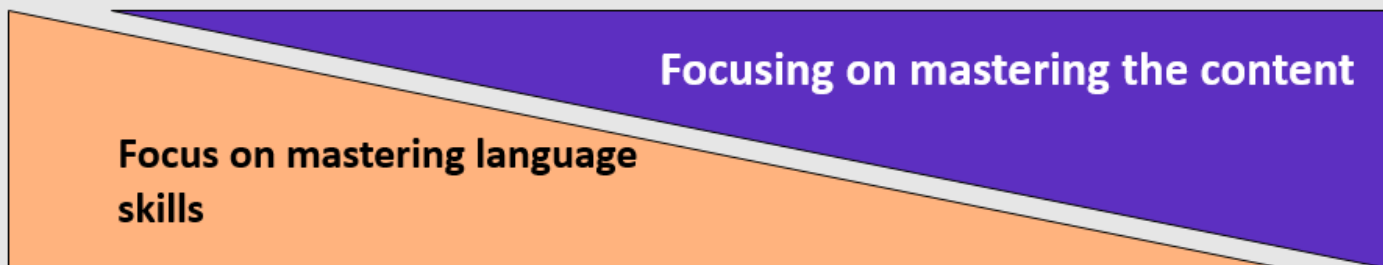 Focusing on mastering the content
Focus on mastering language
skills